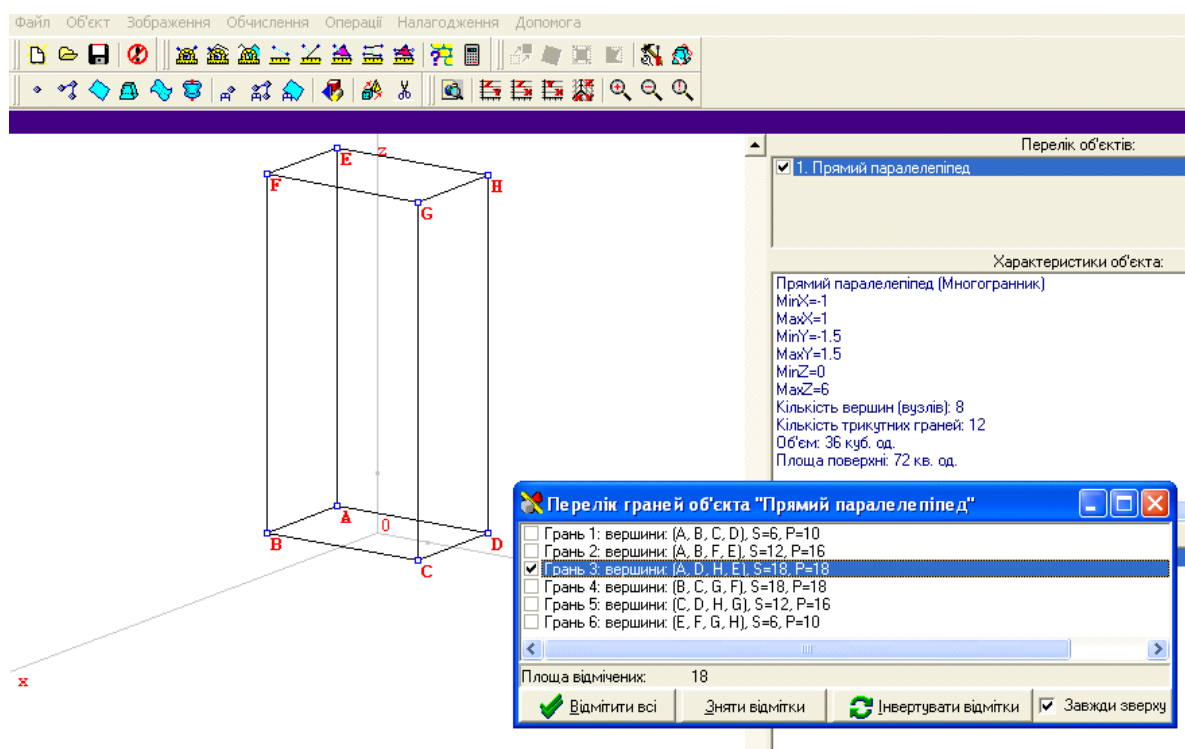 Файл Об'єкт Зображення Обчислення Операції Налагодження Допомога
Перелік об'єктів:
1. Прямий паралелепіпед
Характеристики об'єкта:
Прямий паралелепіпед (Многогранник)
MinX=-1
MaxX=1
MinY=-1.5
MaxY=1.5
MinZ=0
MaxZ=6
Кількість вершин (вузлів): 8
Кількість трикутних граней: 12
Об'єм: 36 куб. од.
Площа поверхні: 72 кв. од.
E
z
F
H
G
A
0
B
D
C
x
Перелік граней об'єкта "Прямий паралелепіпед"
Грань 1: вершини: (A, B, C, D), S=6, P=10
Грань 2: вершини: (A, B, F, E), S=12, P=16
Грань 3: вершини: (A, D, H, E), S=18, P=18
Грань 4: вершини: (B, C, G, F), S=18, P=18
Грань 5: вершини: (C, D, H, G), S=12, P=16
Грань 6: вершини: (E, F, G, H), S=6, P=10
Площа відмічених: 18
Відмітити всі Зняти відмітки Інвертувати відмітки Завжди зверху